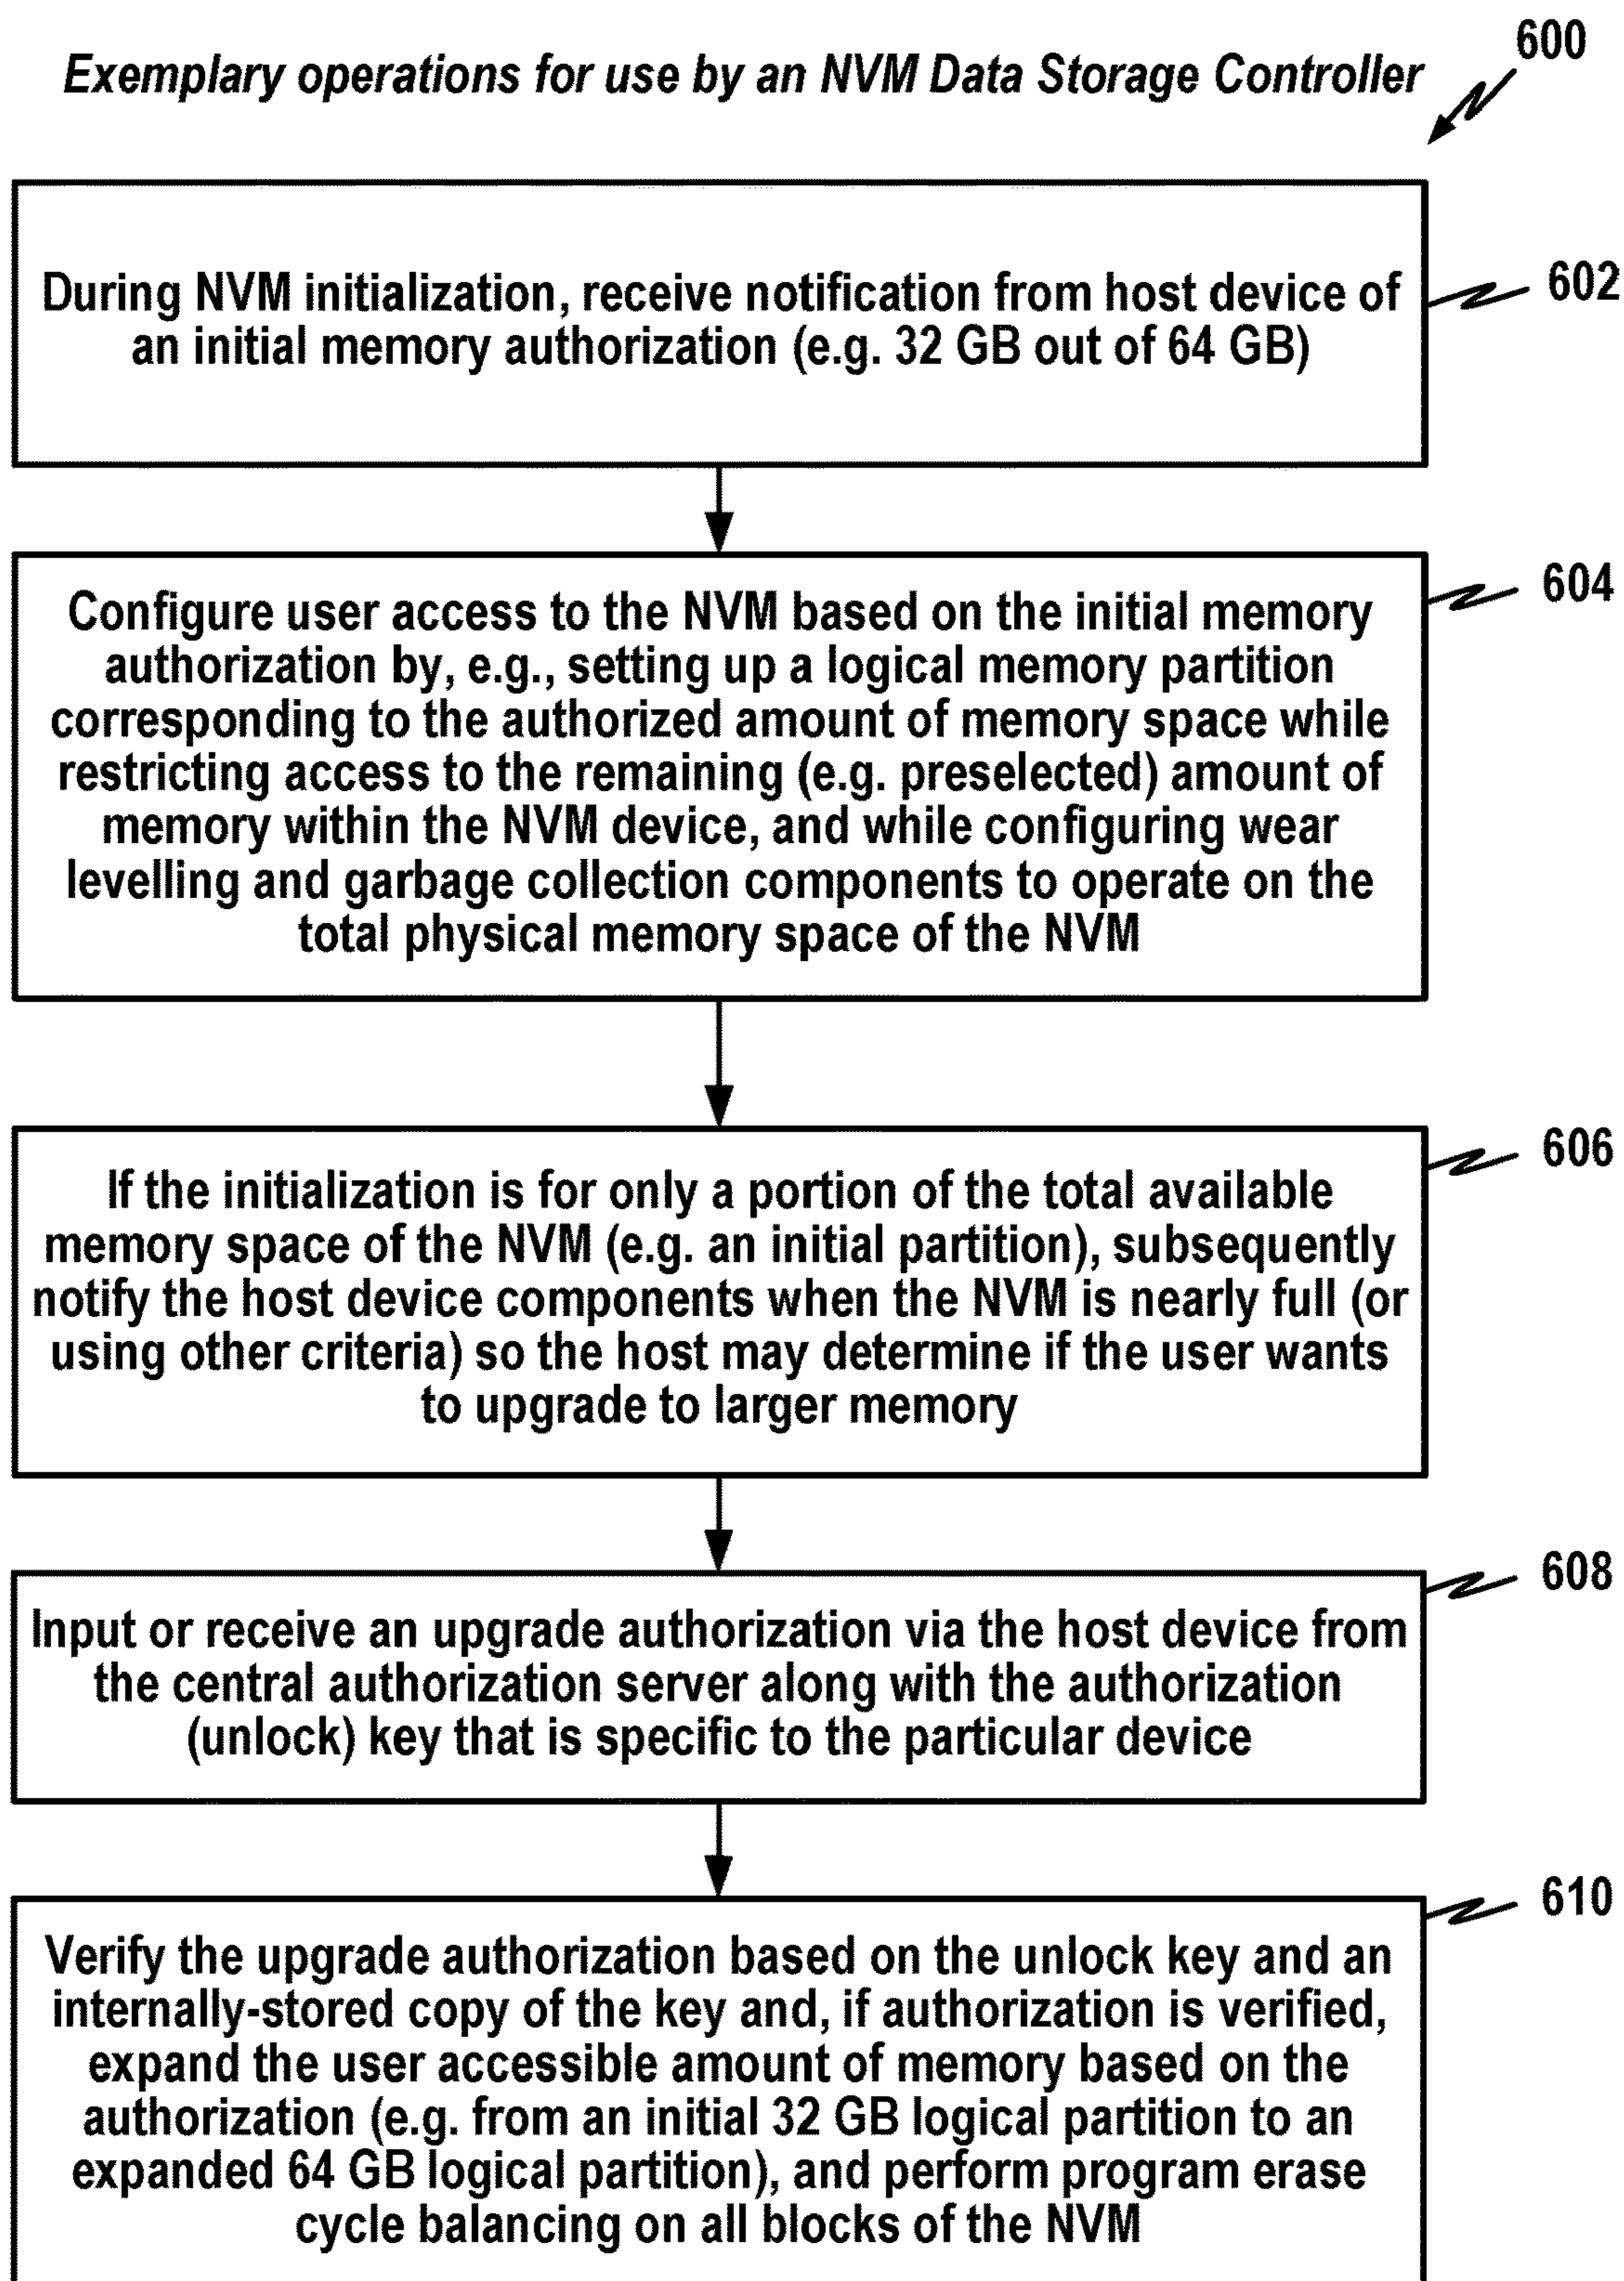 600
Exemplary operations for use by an NVM Data Storage Controller
602
During NVM initialization, receive notification from host device of
an initial memory authorization (e.g. 32 GB out of 64 GB)
604
Configure user access to the NVM based on the initial memory
authorization by, e.g., setting up a logical memory partition
corresponding to the authorized amount of memory space while
restricting access to the remaining (e.g. preselected) amount of
memory within the NVM device, and while configuring wear
levelling and garbage collection components to operate on the
total physical memory space of the NVM
606
If the initialization is for only a portion of the total available
memory space of the NVM (e.g. an initial partition), subsequently
notify the host device components when the NVM is nearly full (or
using other criteria) so the host may determine if the user wants
to upgrade to larger memory
608
Input or receive an upgrade authorization via the host device from
the central authorization server along with the authorization
(unlock) key that is specific to the particular device
610
Verify the upgrade authorization based on the unlock key and an
internally-stored copy of the key and, if authorization is verified,
expand the user accessible amount of memory based on the
authorization (e.g. from an initial 32 GB logical partition to an
expanded 64 GB logical partition), and perform program erase
cycle balancing on all blocks of the NVM